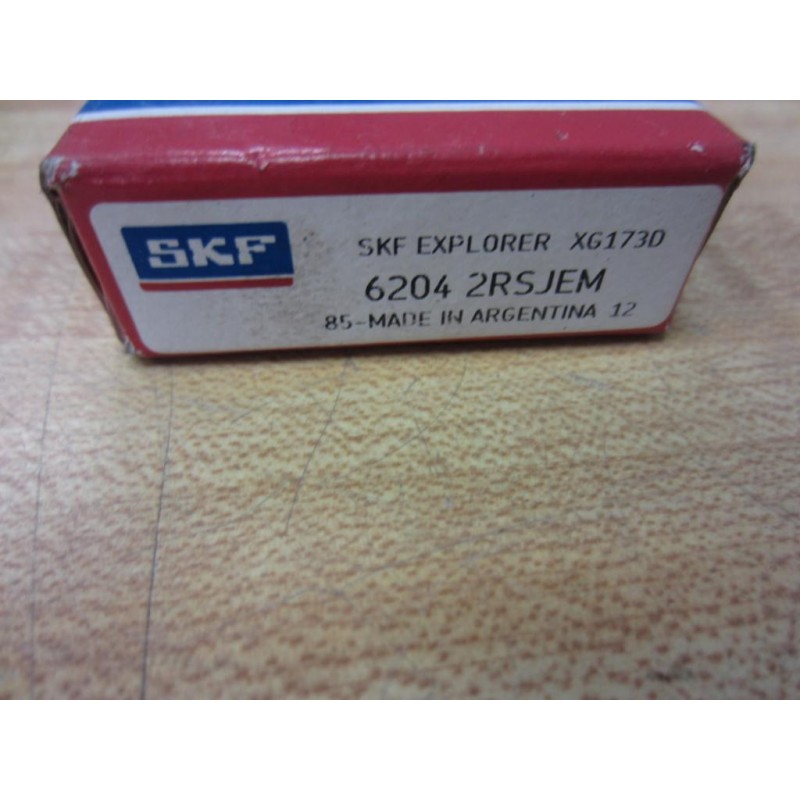 SKF
SKF EXPLORER XG173D
6204 2RSJEM
85-MADE IN ARGENTINA 12